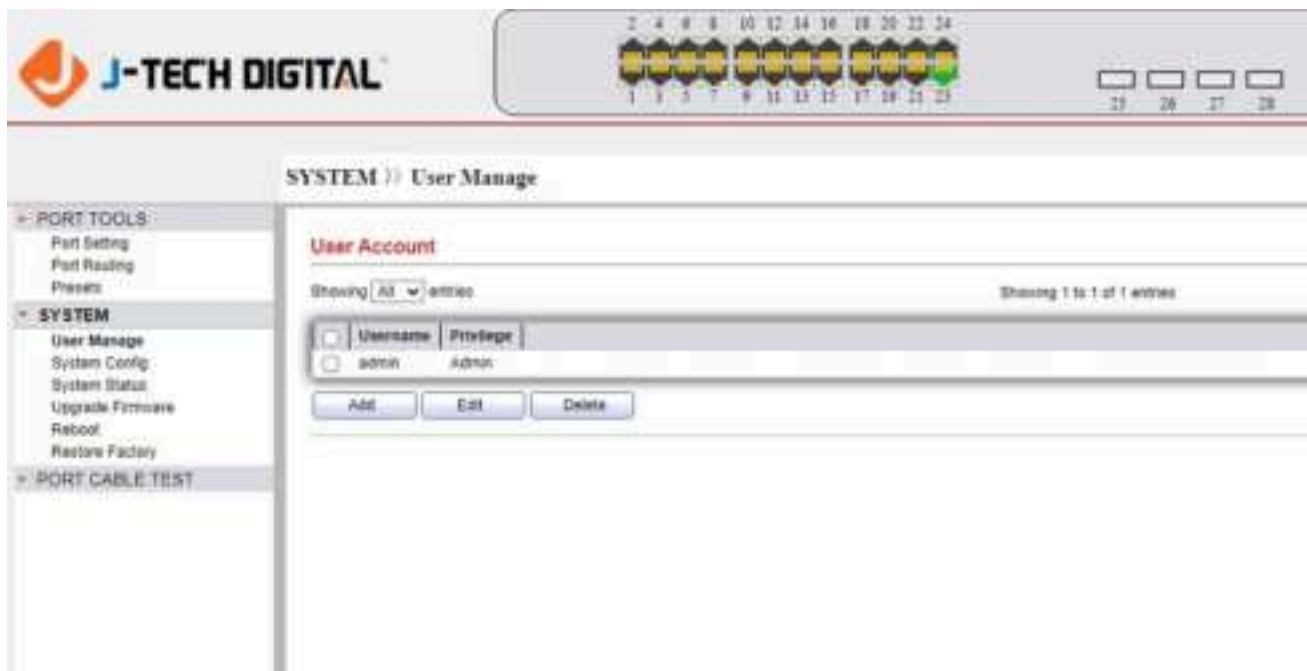 J-TECH DIGITAL
2 4 6 8 10 12 14 16 18 20 22 24
1 3 5 7 9 11 13 15 17 19 21 23
25 26 27 28
SYSTEM » User Manage
PORT TOOLS
Port Setting
Port Routing
Presets
SYSTEM
User Manage
System Config
System Status
Upgrade Firmware
Reboot
Restore Factory
PORT CABLE TEST
User Account
Showing All entries
Showing 1 to 1 of 1 entries
Username Privilege
admin Admin
Add Edit Delete